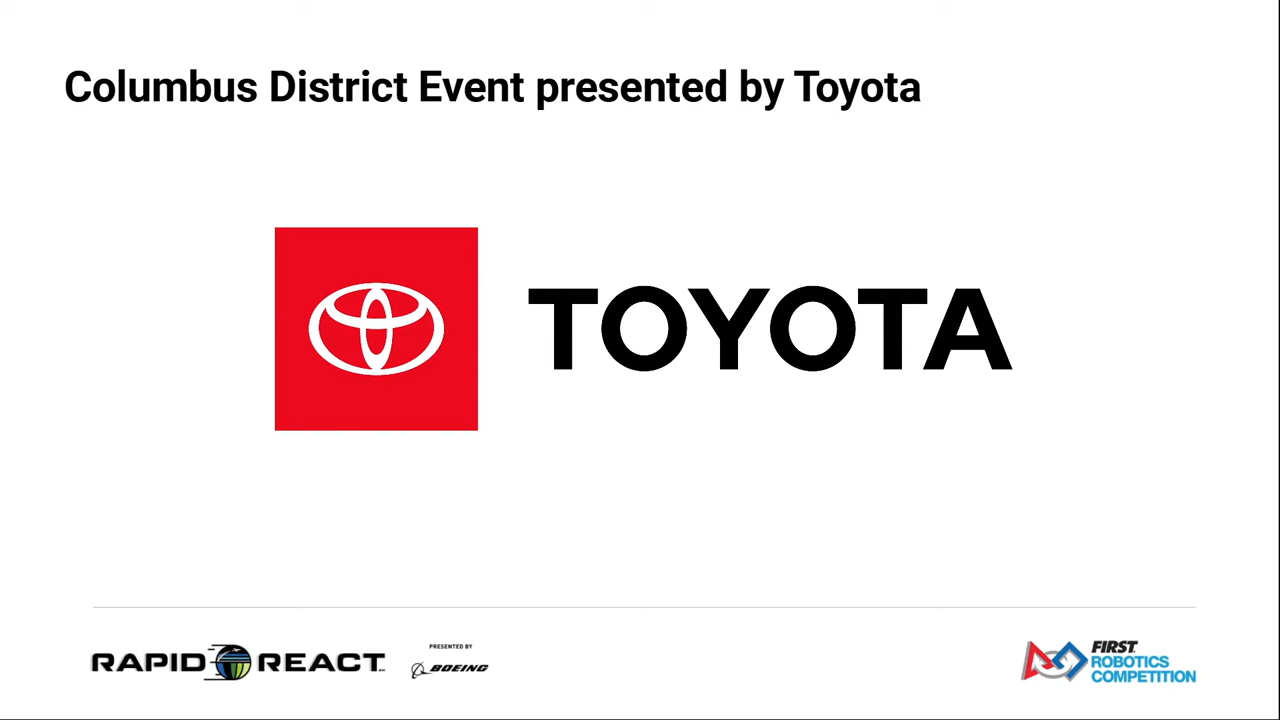 Columbus District Event presented by Toyota
TOYOTA
RAPID REACT
PRESENTED BY
BOEING
FIRST
ROBOTICS
COMPETITION